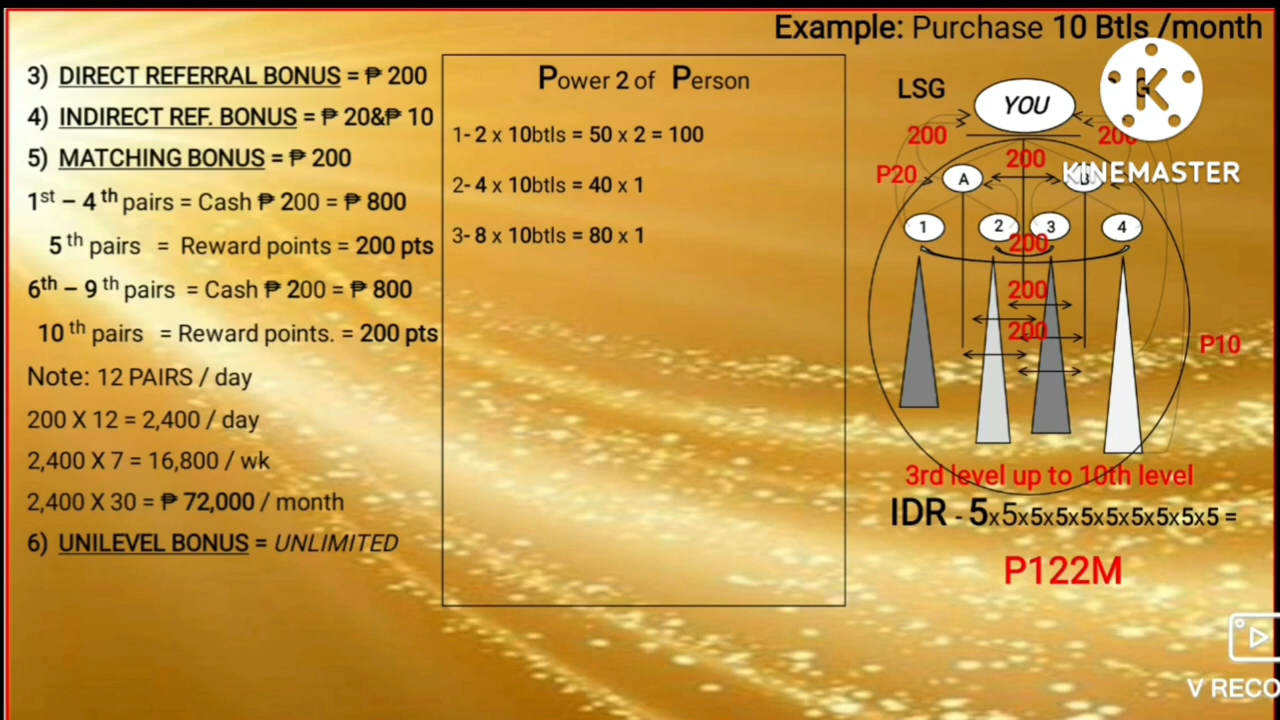 Example: Purchase 10 Btls /month
3) DIRECT REFERRAL BONUS = ₱ 200
4) INDIRECT REF. BONUS = ₱ 20&₱ 10
5) MATCHING BONUS = ₱ 200
1st – 4th pairs = Cash ₱ 200 = ₱ 800
5th pairs = Reward points = 200 pts
6th – 9th pairs = Cash ₱ 200 = ₱ 800
10th pairs = Reward points. = 200 pts
Note: 12 PAIRS / day
200 X 12 = 2,400 / day
2,400 X 7 = 16,800 / wk
2,400 X 30 = ₱ 72,000 / month
6) UNILEVEL BONUS = UNLIMITED
Power 2 of Person
1- 2 x 10btls = 50 x 2 = 100
2- 4 x 10btls = 40 x 1
3- 8 x 10btls = 80 x 1
LSG
YOU
K
KINEMASTER
200
200
200
P20
A
B
1
2
3
4
200
200
200
P10
3rd level up to 10th level
IDR - 5x5x5x5x5x5x5x5x5x5 =
P122M
V RECO